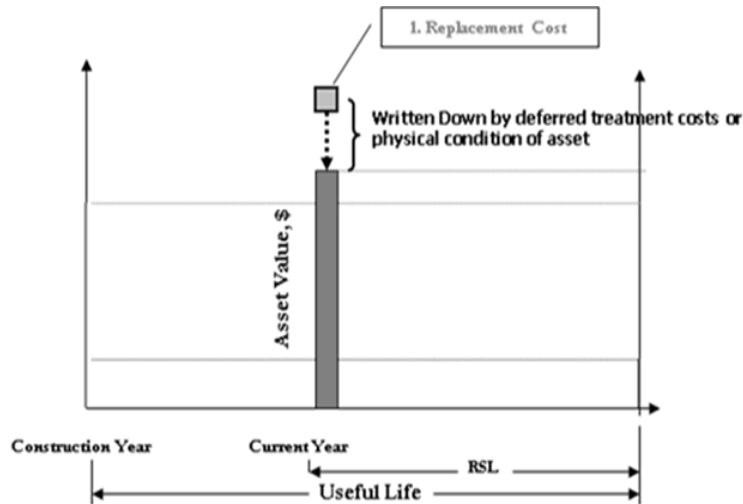 1. Replacement Cost
Written Down by deferred treatment costs or
physical condition of asset
Asset Value, $
Construction Year
Current Year
RSL
Useful Life